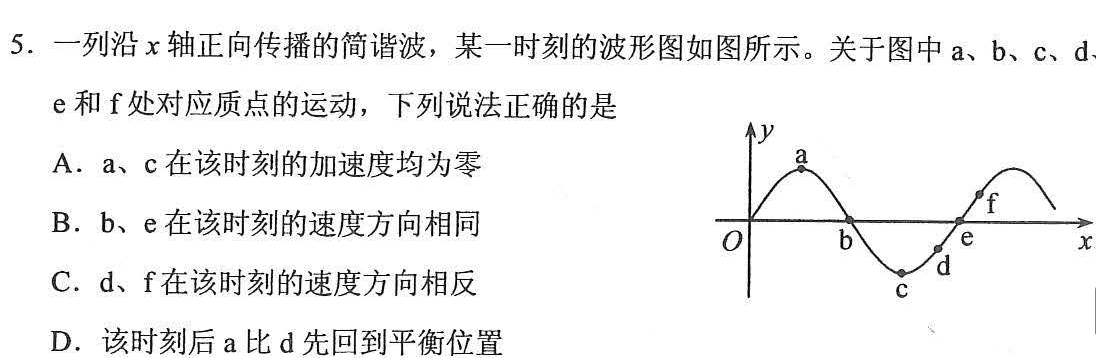 5. 一列沿 x 轴正向传播的简谐波，某一时刻的波形图如图所示。关于图中 a、b、c、d、
e 和 f 处对应质点的运动，下列说法正确的是
A. a、c 在该时刻的加速度均为零
B. b、e 在该时刻的速度方向相同
C. d、f 在该时刻的速度方向相反
D. 该时刻后 a 比 d 先回到平衡位置
y
a
f
O
b
e
x
d
c